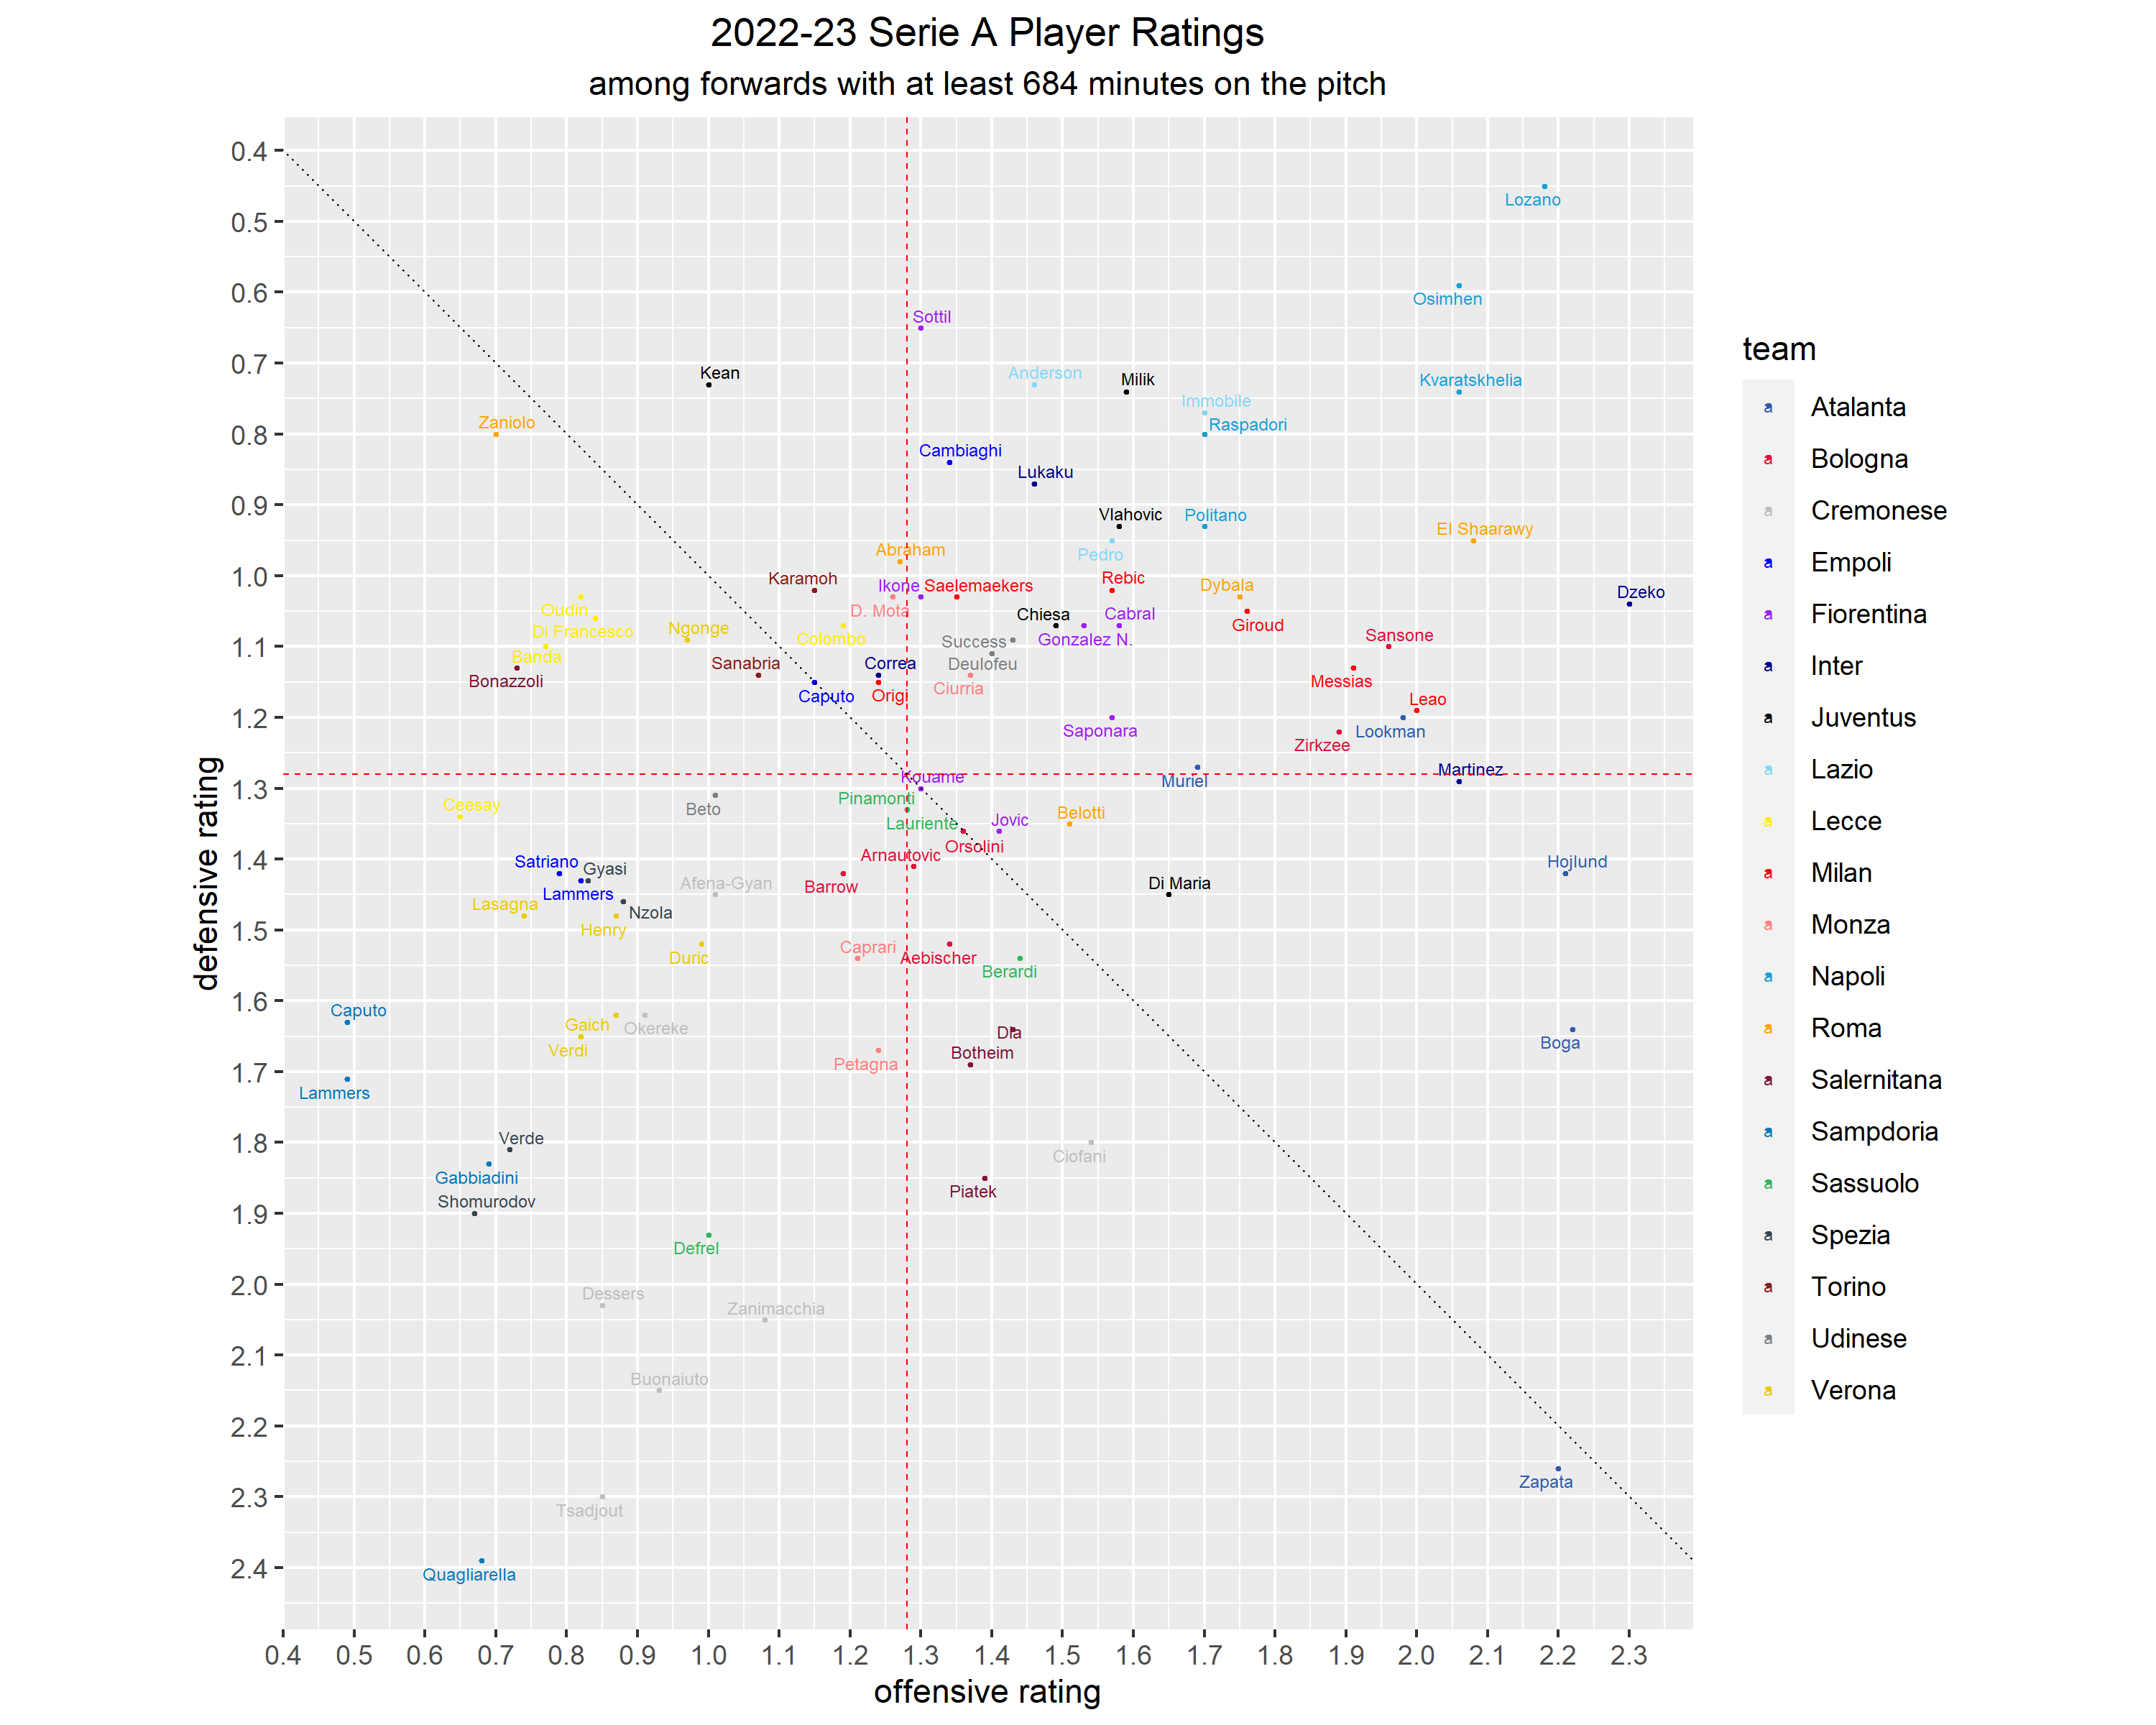 2022-23 Serie A Player Ratings
among forwards with at least 684 minutes on the pitch
defensive rating
0.4
0.5
0.6
0.7
0.8
0.9
1.0
1.1
1.2
1.3
1.4
1.5
1.6
1.7
1.8
1.9
2.0
2.1
2.2
2.3
2.4
Lozano
Osimhen
Sottil
Kean
Anderson
Milik
Kvaratskhelia
Immobile
Zaniolo
Raspadori
Cambiaghi
Lukaku
Vlahovic
Politano
El Shaarawy
Abraham
Pedro
Karamoh
Rebic
Ikone
Saelemaekers
Dybala
Dzeko
Oudin
D. Mota
Chiesa
Cabral
Giroud
Di Francesco
Ngonge
Colombo
Success
Gonzalez N.
Sansone
Banda
Sanabria
Correa
Deulofeu
Bonazzoli
Caputo
Origi
Ciurria
Messias
Leao
Saponara
Lookman
Zirkzee
Martinez
Kouame
Muriel
Pinamonti
Ceesay
Beto
Belotti
Lauriente
Jovic
Orsolini
Arnautovic
Satriano
Gyasi
Hojlund
Lammers
Afena-Gyan
Barrow
Di Maria
Lasagna
Nzola
Henry
Caprari
Duric
Aebischer
Berardi
Caputo
Gaich
Okereke
Dia
Boga
Verdi
Botheim
Petagna
Lammers
Verde
Ciofani
Gabbiadini
Piatek
Shomurodov
Defrel
Dessers
Zanimacchia
Buonaiuto
Zapata
Tsadjout
Quagliarella
0.4 0.5 0.6 0.7 0.8 0.9 1.0 1.1 1.2 1.3 1.4 1.5 1.6 1.7 1.8 1.9 2.0 2.1 2.2 2.3
offensive rating
team
a Atalanta
a Bologna
a Cremonese
a Empoli
a Fiorentina
a Inter
a Juventus
a Lazio
a Lecce
a Milan
a Monza
a Napoli
a Roma
a Salernitana
a Sampdoria
a Sassuolo
a Spezia
a Torino
a Udinese
a Verona